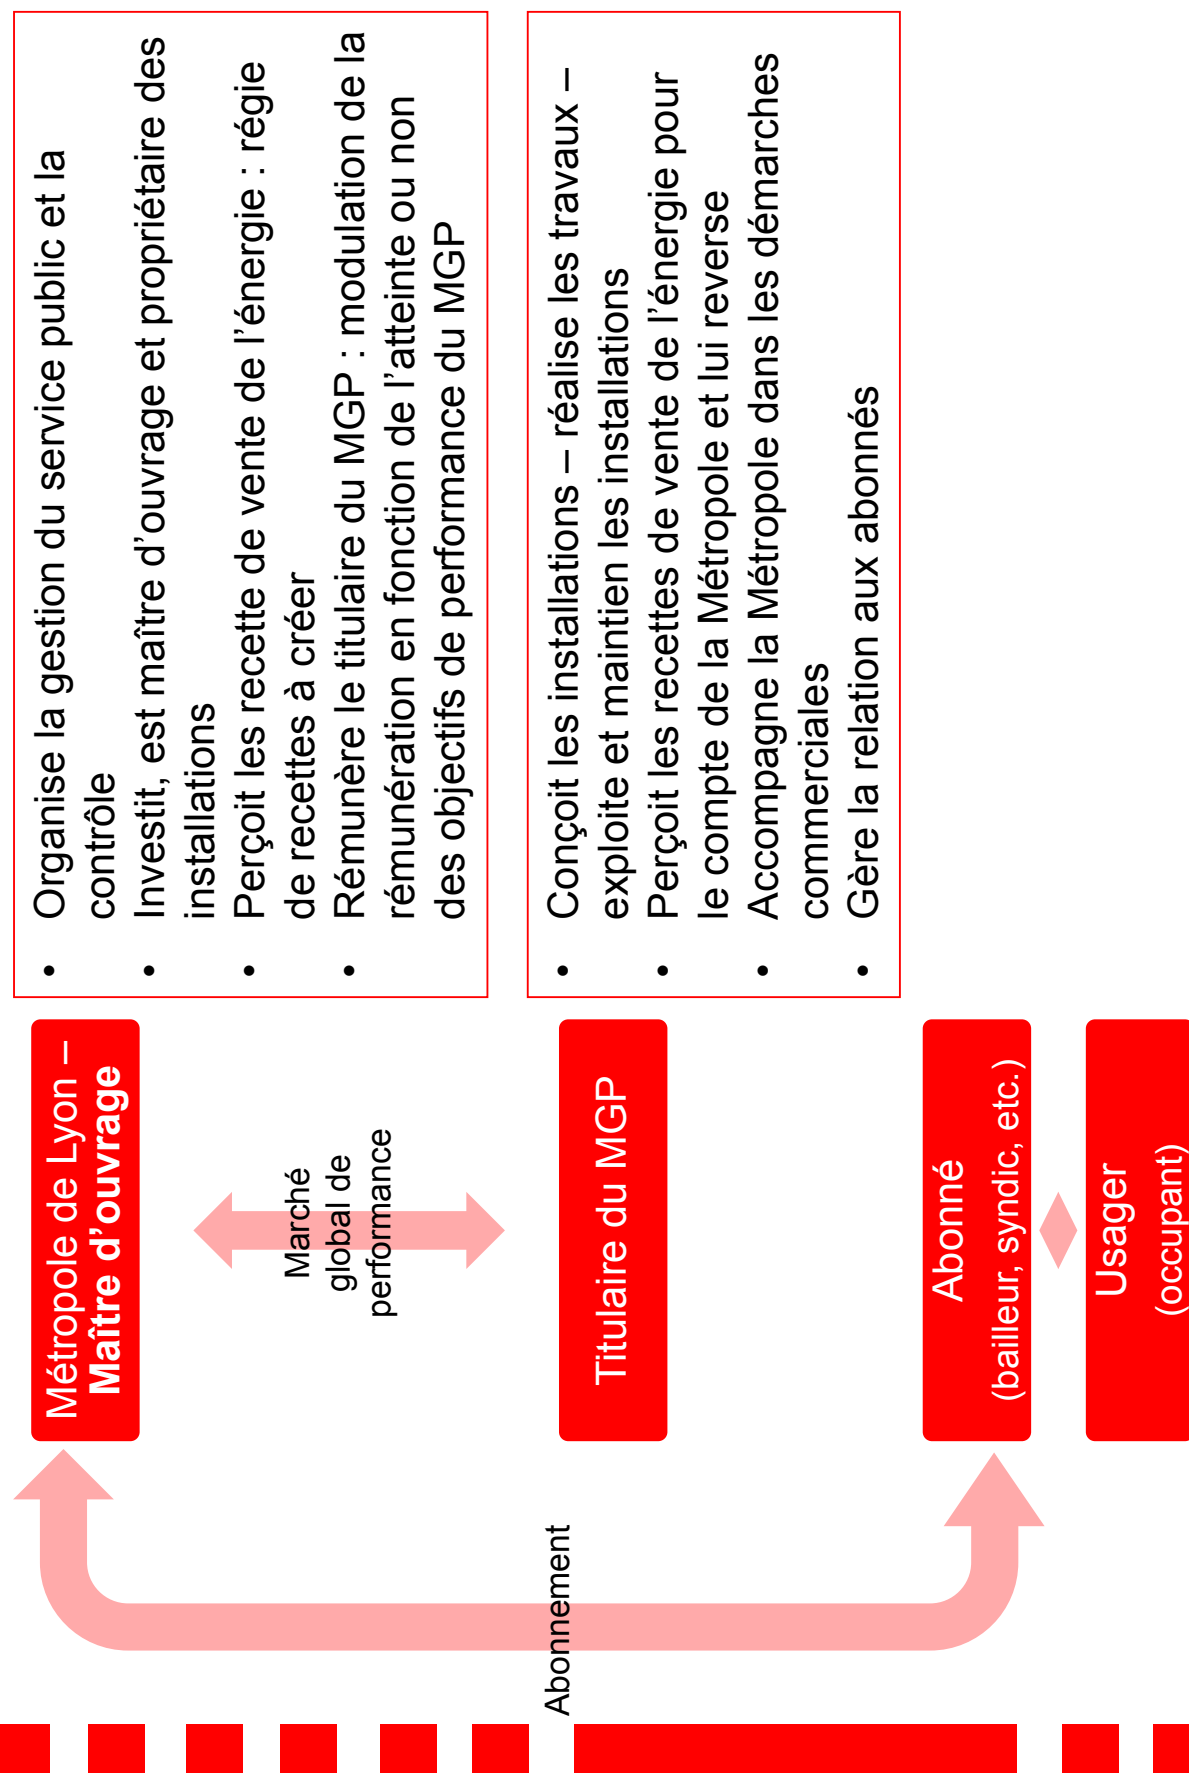 Métropole de Lyon –
Maître d’ouvrage
• Organise la gestion du service public et la
contrôle
• Investit, est maître d’ouvrage et propriétaire des
installations
• Perçoit les recette de vente de l’énergie : régie
de recettes à créer
• Rémunère le titulaire du MGP : modulation de la
rémunération en fonction de l’atteinte ou non
des objectifs de performance du MGP
Marché
global de
performance
Abonnement
Titulaire du MGP
• Conçoit les installations – réalise les travaux –
exploite et maintien les installations
• Perçoit les recettes de vente de l’énergie pour
le compte de la Métropole et lui reverse
• Accompagne la Métropole dans les démarches
commerciales
• Gère la relation aux abonnés
Abonné
(bailleur, syndic, etc.)
Usager
(occupant)